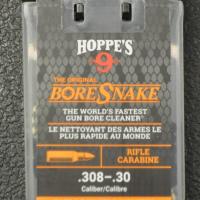 HOPPE'S
9
THE ORIGINAL
BORESNAKE
THE WORLD'S FASTEST
GUN BORE CLEANER
LE NETTOYANT DES ARMES LE
PLUS RAPIDE AU MONDE
RIFLE
CARABINE
.308-.30
Caliber/Calibre